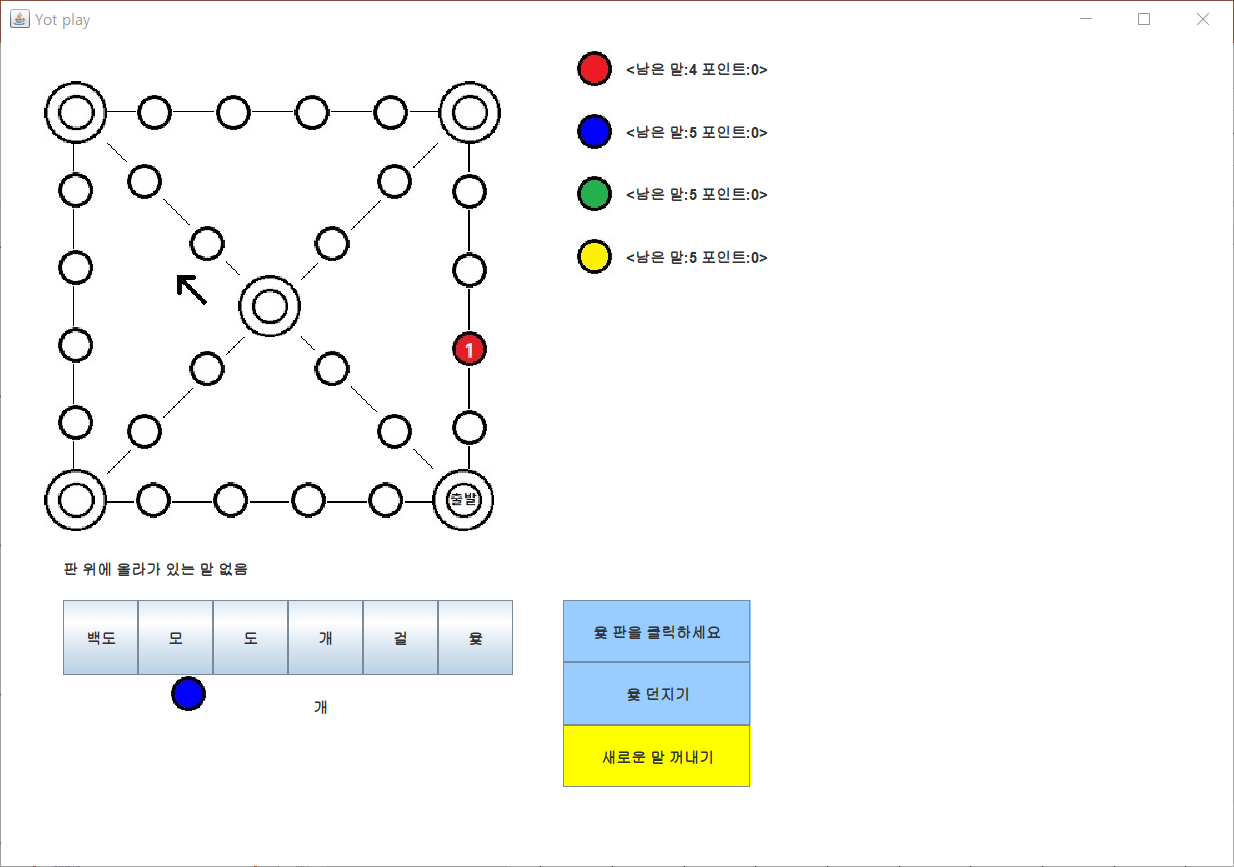 Yot play
<남은 말:4 포인트:0>
<남은 말:5 포인트:0>
<남은 말:5 포인트:0>
<남은 말:5 포인트:0>
1
출발
판 위에 올라가 있는 말 없음
백도 모 도 개 걸 윷
개
윷 판을 클릭하세요
윷 던지기
새로운 말 꺼내기